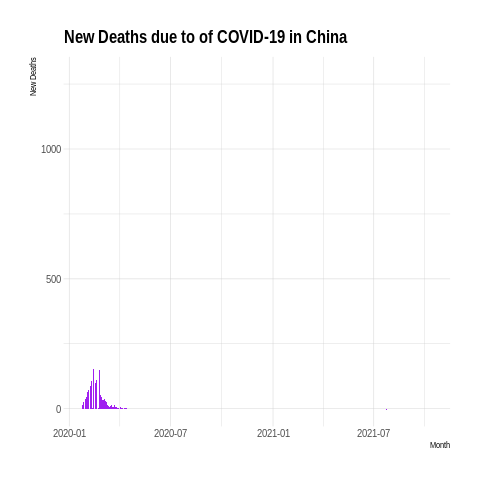 New Deaths due to of COVID-19 in China
New Deaths
1000
500
0
2020-01 2020-07 2021-01 2021-07
Month